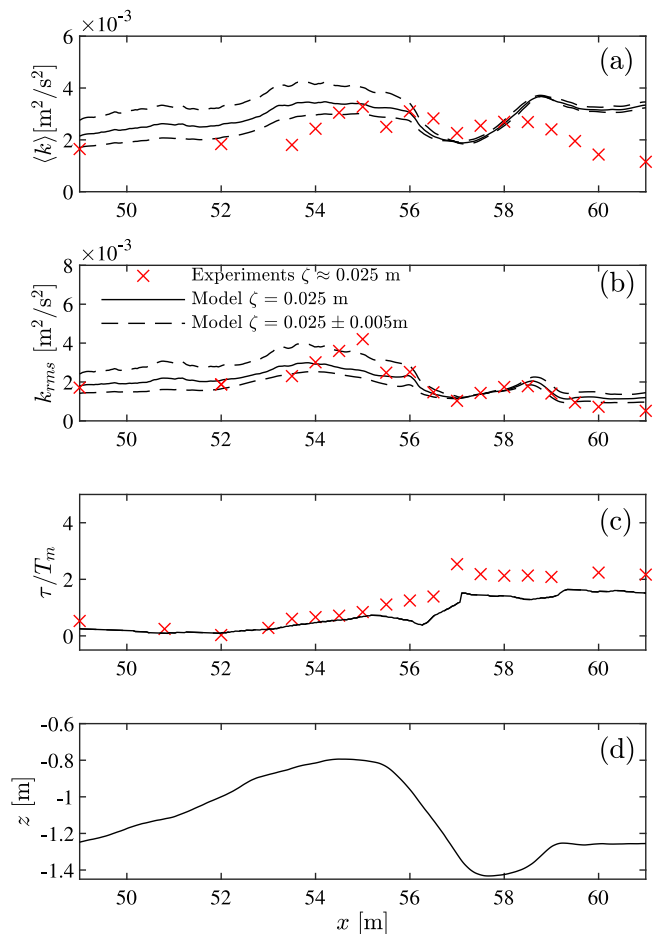 ×10⁻³
6
4
2
0
⟨k⟩[m²/s²]
(a)
50 52 54 56 58 60
×10⁻³
8
6
4
2
0
k_rms [m²/s²]
(b)
× Experiments ζ ≈ 0.025 m
Model ζ = 0.025 m
Model ζ = 0.025 ± 0.005m
50 52 54 56 58 60
4
2
0
τ/T_m
(c)
50 52 54 56 58 60
-0.6
-0.8
-1
-1.2
-1.4
z [m]
(d)
50 52 54 56 58 60
x [m]